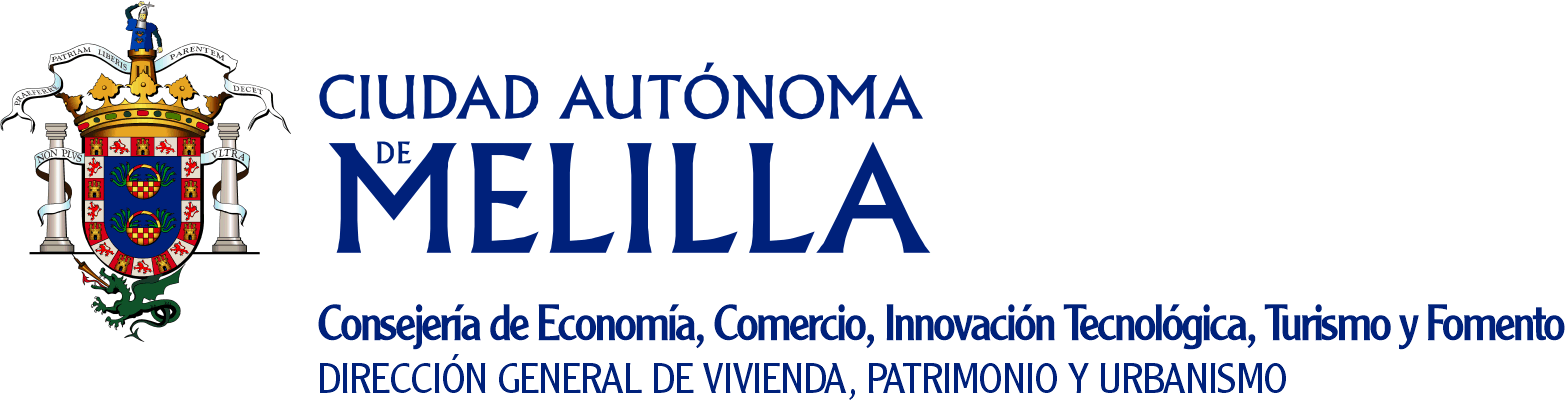 PRAEFERRE PATRIAM LIBERIS PARENTEM DECET
NON PLVS VLTRA
CIUDAD AUTÓNOMA
DE MELILLA
Consejería de Economía, Comercio, Innovación Tecnológica, Turismo y Fomento
DIRECCIÓN GENERAL DE VIVIENDA, PATRIMONIO Y URBANISMO